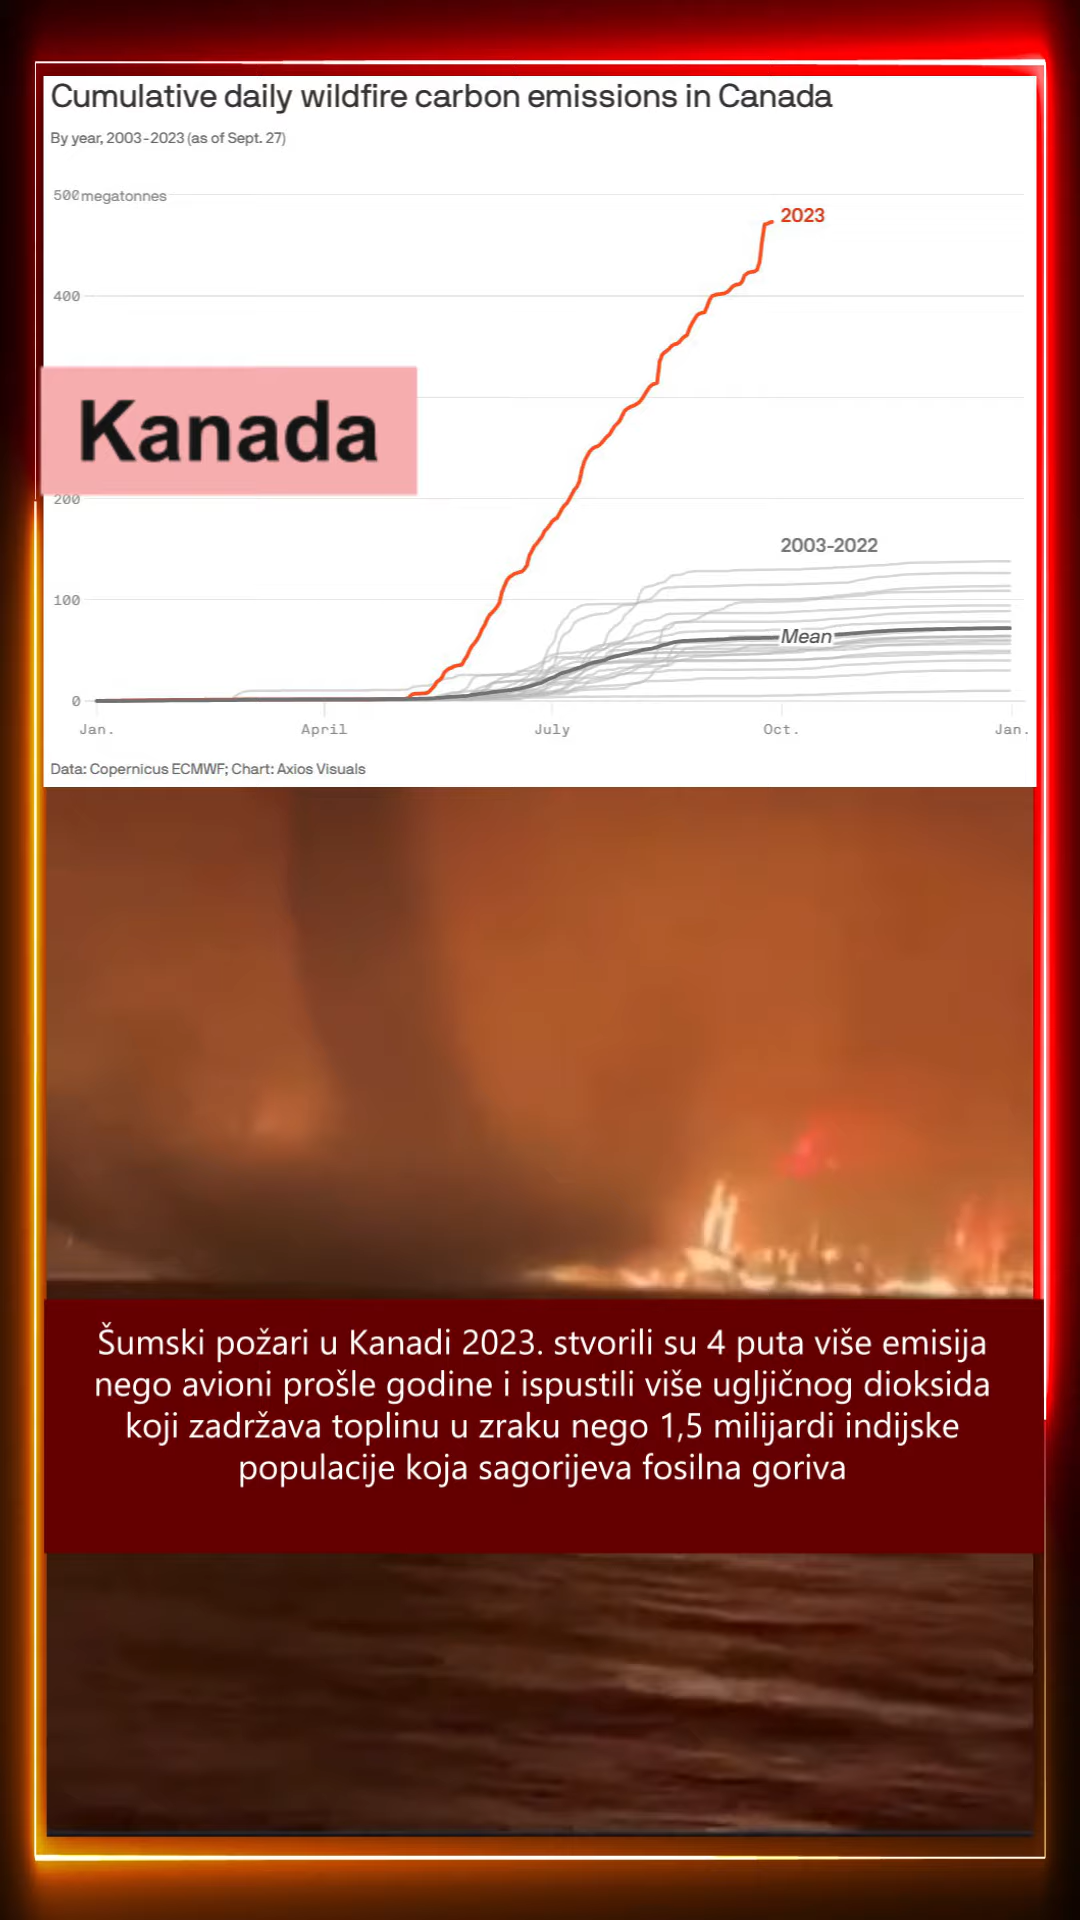 Cumulative daily wildfire carbon emissions in Canada
By year, 2003-2023 (as of Sept. 27)
500 megatonnes
2023
400
Kanada
200
2003-2022
100
Mean
0
Jan. April July Oct. Jan.
Data: Copernicus ECMWF; Chart: Axios Visuals
Šumski požari u Kanadi 2023. stvorili su 4 puta više emisija
nego avioni prošle godine i ispustili više ugljičnog dioksida
koji zadržava toplinu u zraku nego 1,5 milijardi indijske
populacije koja sagorijeva fosilna goriva